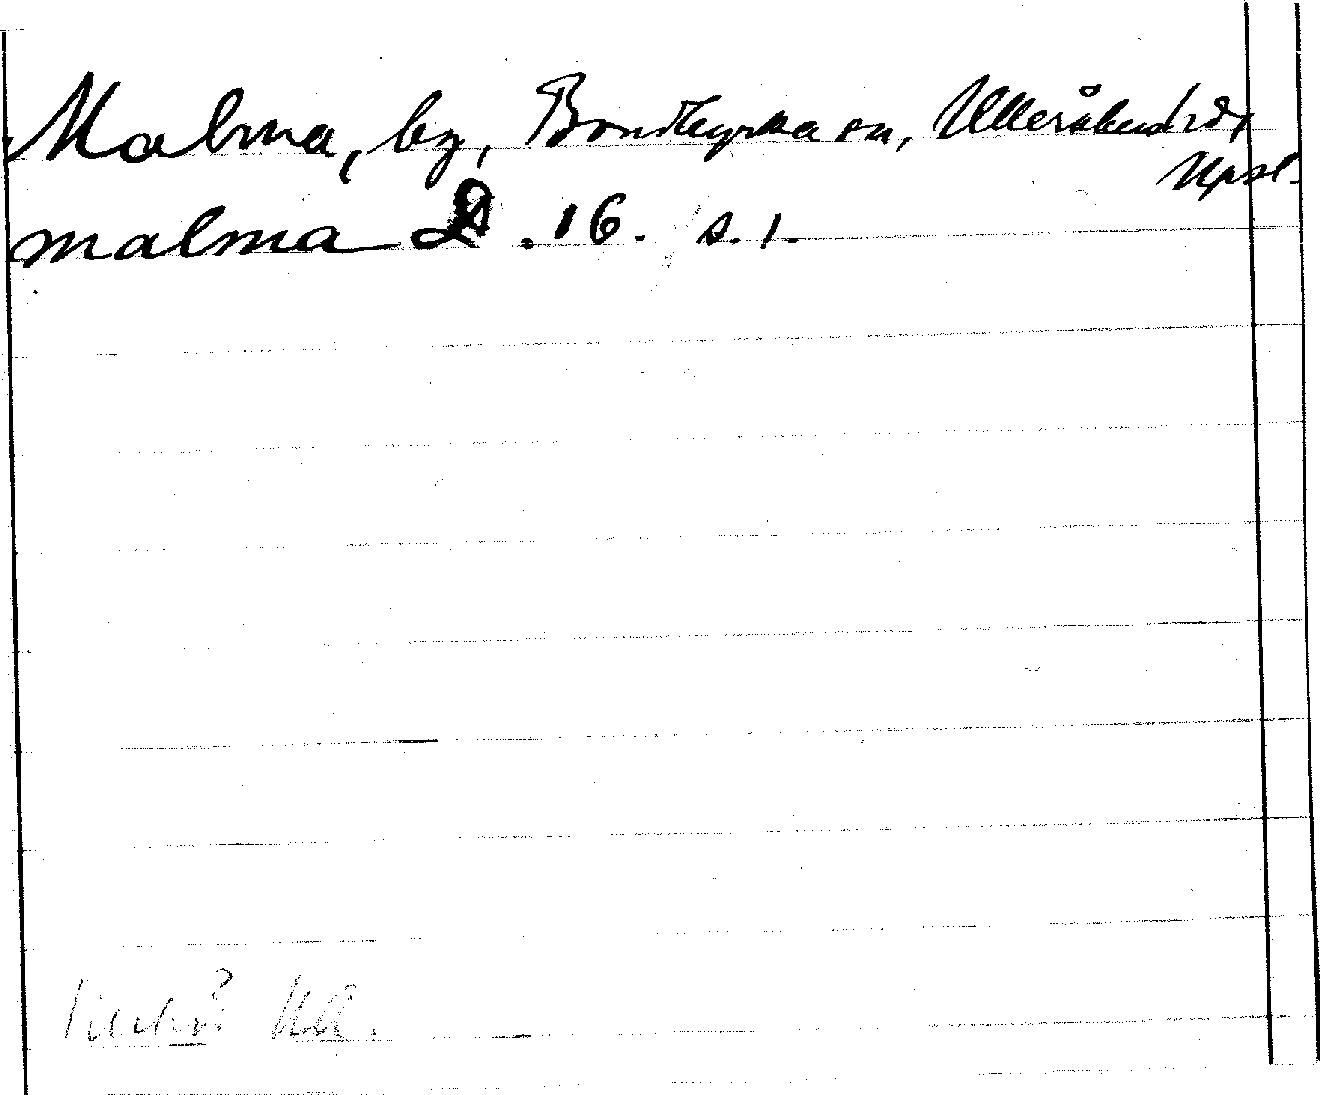 Malma, by, Bondkyrka sn, Ulleråkers hd,
Upsl.
malma D. 16. s. 1.